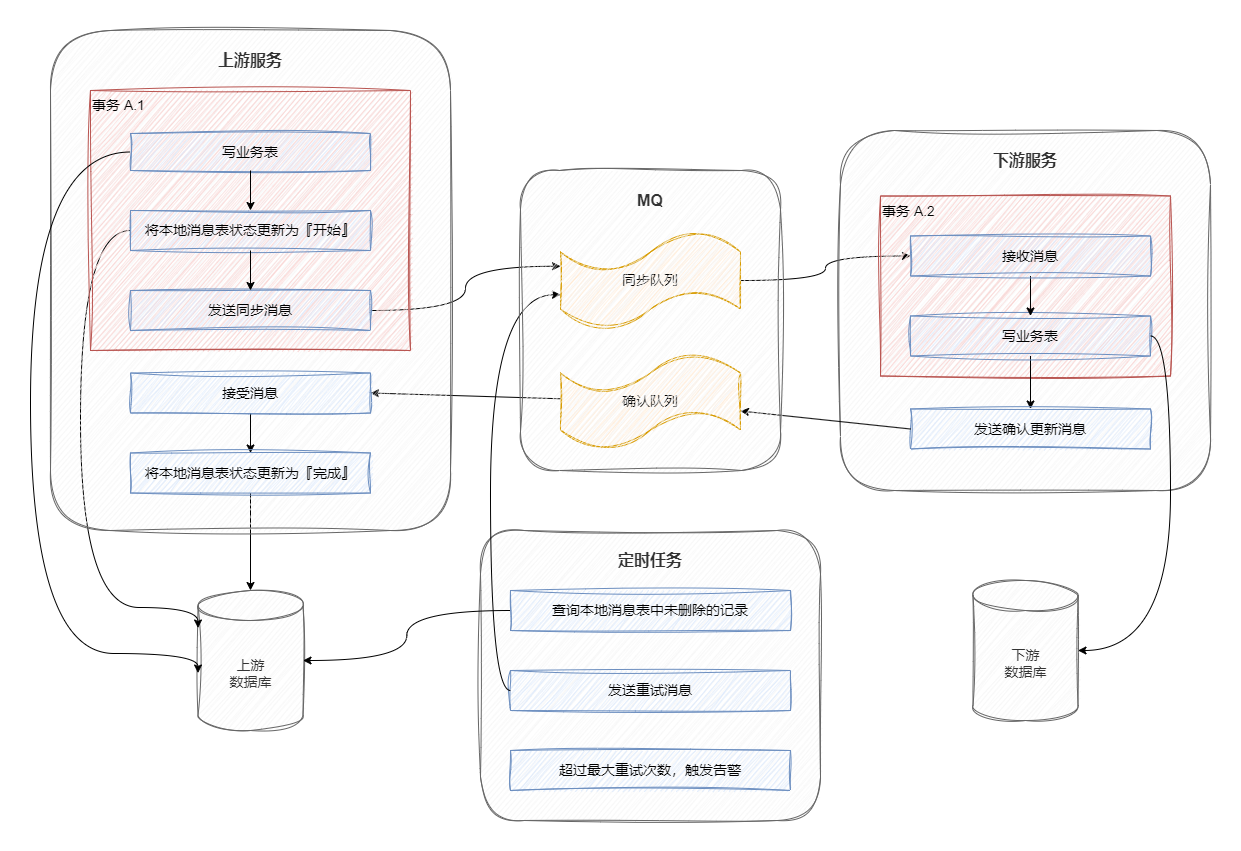 上游服务
事务 A.1
写业务表
将本地消息表状态更新为『开始』
发送同步消息
接受消息
将本地消息表状态更新为『完成』
MQ
同步队列
确认队列
下游服务
事务 A.2
接收消息
写业务表
发送确认更新消息
定时任务
查询本地消息表中未删除的记录
发送重试消息
超过最大重试次数，触发告警
上游
数据库
下游
数据库